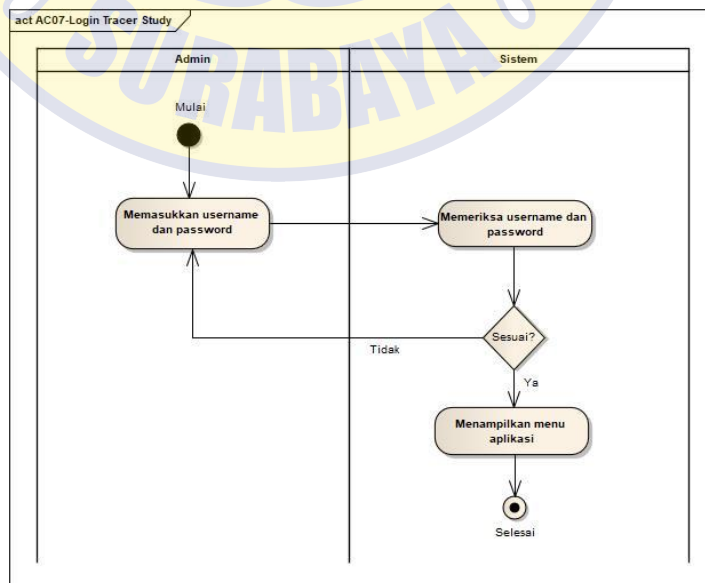 act AC07-Login Tracer Study
Admin
Sistem
SURABAYA
Mulai
Memasukkan username
dan password
Memeriksa username dan
password
Sesuai?
Tidak
Ya
Menampilkan menu
aplikasi
Selesai